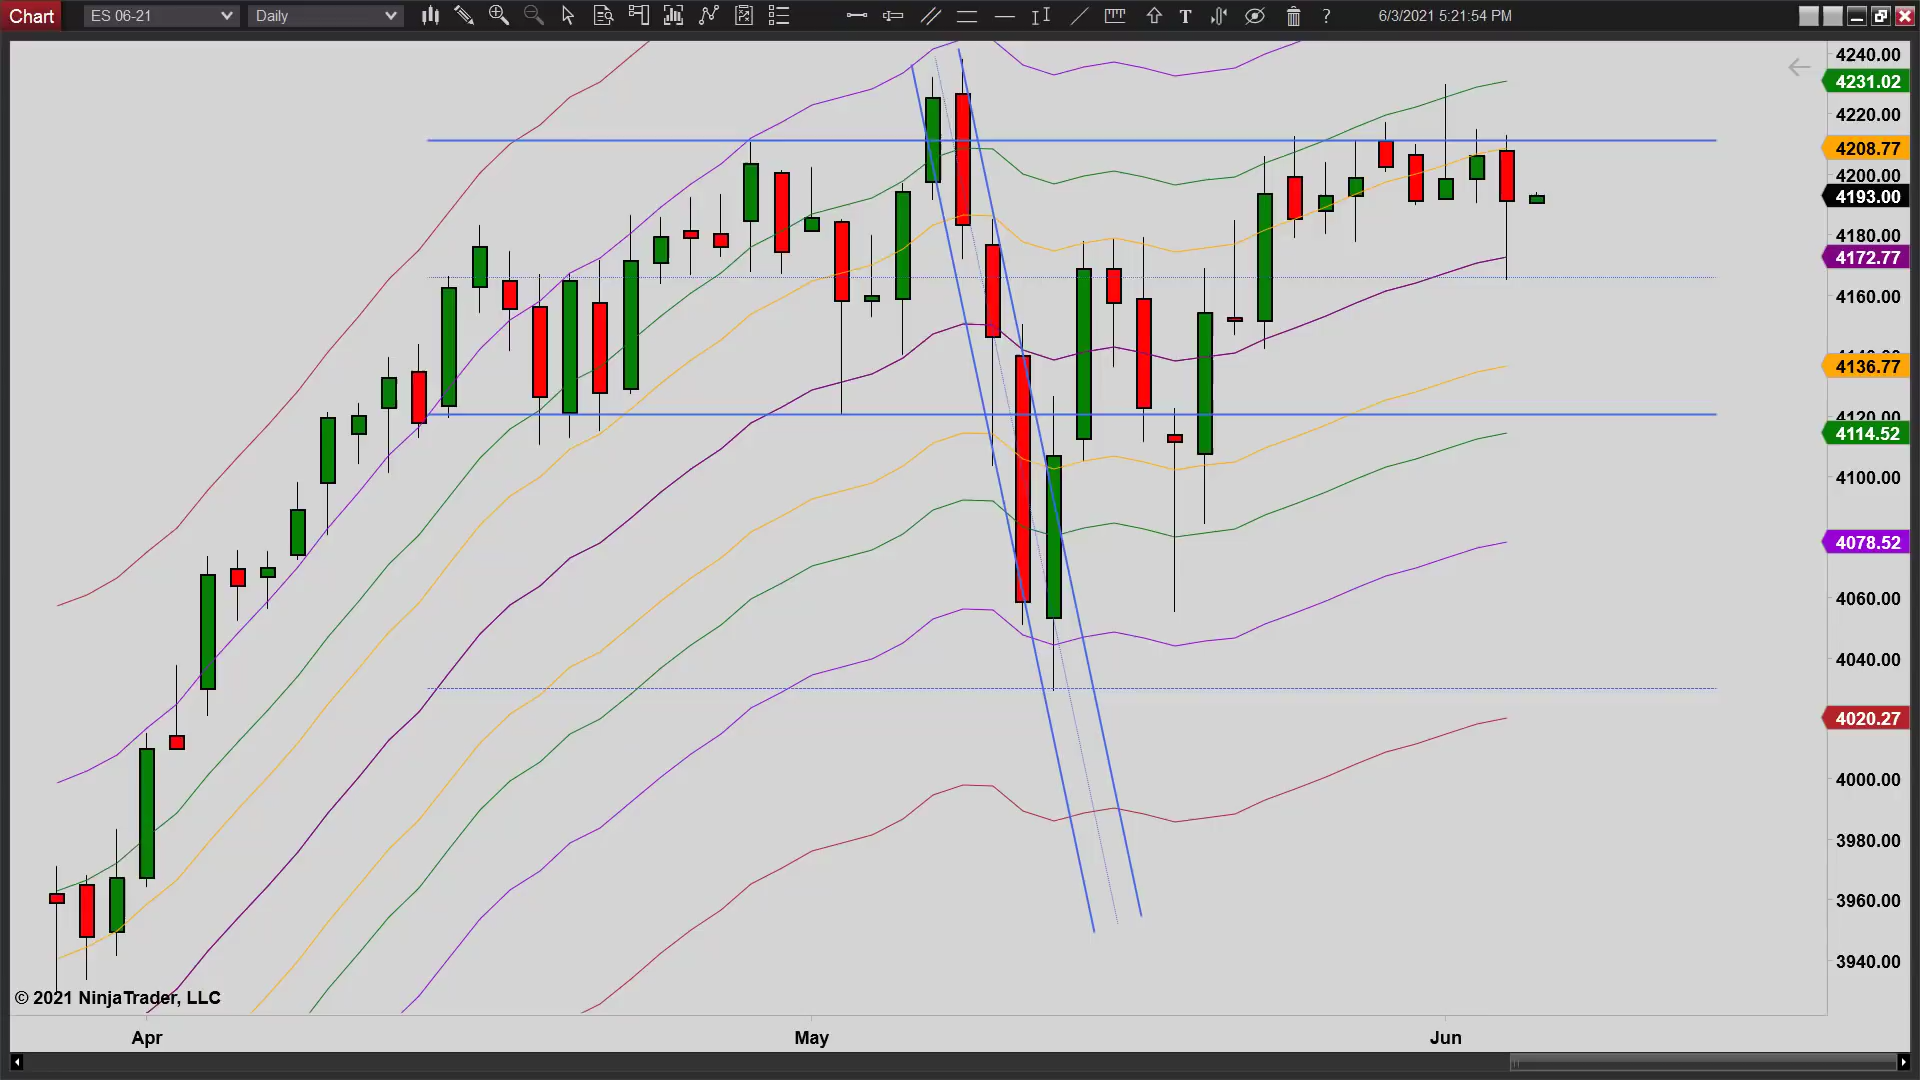 Chart
ES 06-21
Daily
T
?
6/3/2021 5:21:54 PM
4240.00
4231.02
4220.00
4208.77
4200.00
4193.00
4180.00
4172.77
4160.00
4136.77
4120.00
4114.52
4100.00
4078.52
4060.00
4040.00
4020.27
4000.00
3980.00
3960.00
3940.00
© 2021 NinjaTrader, LLC
Apr
May
Jun